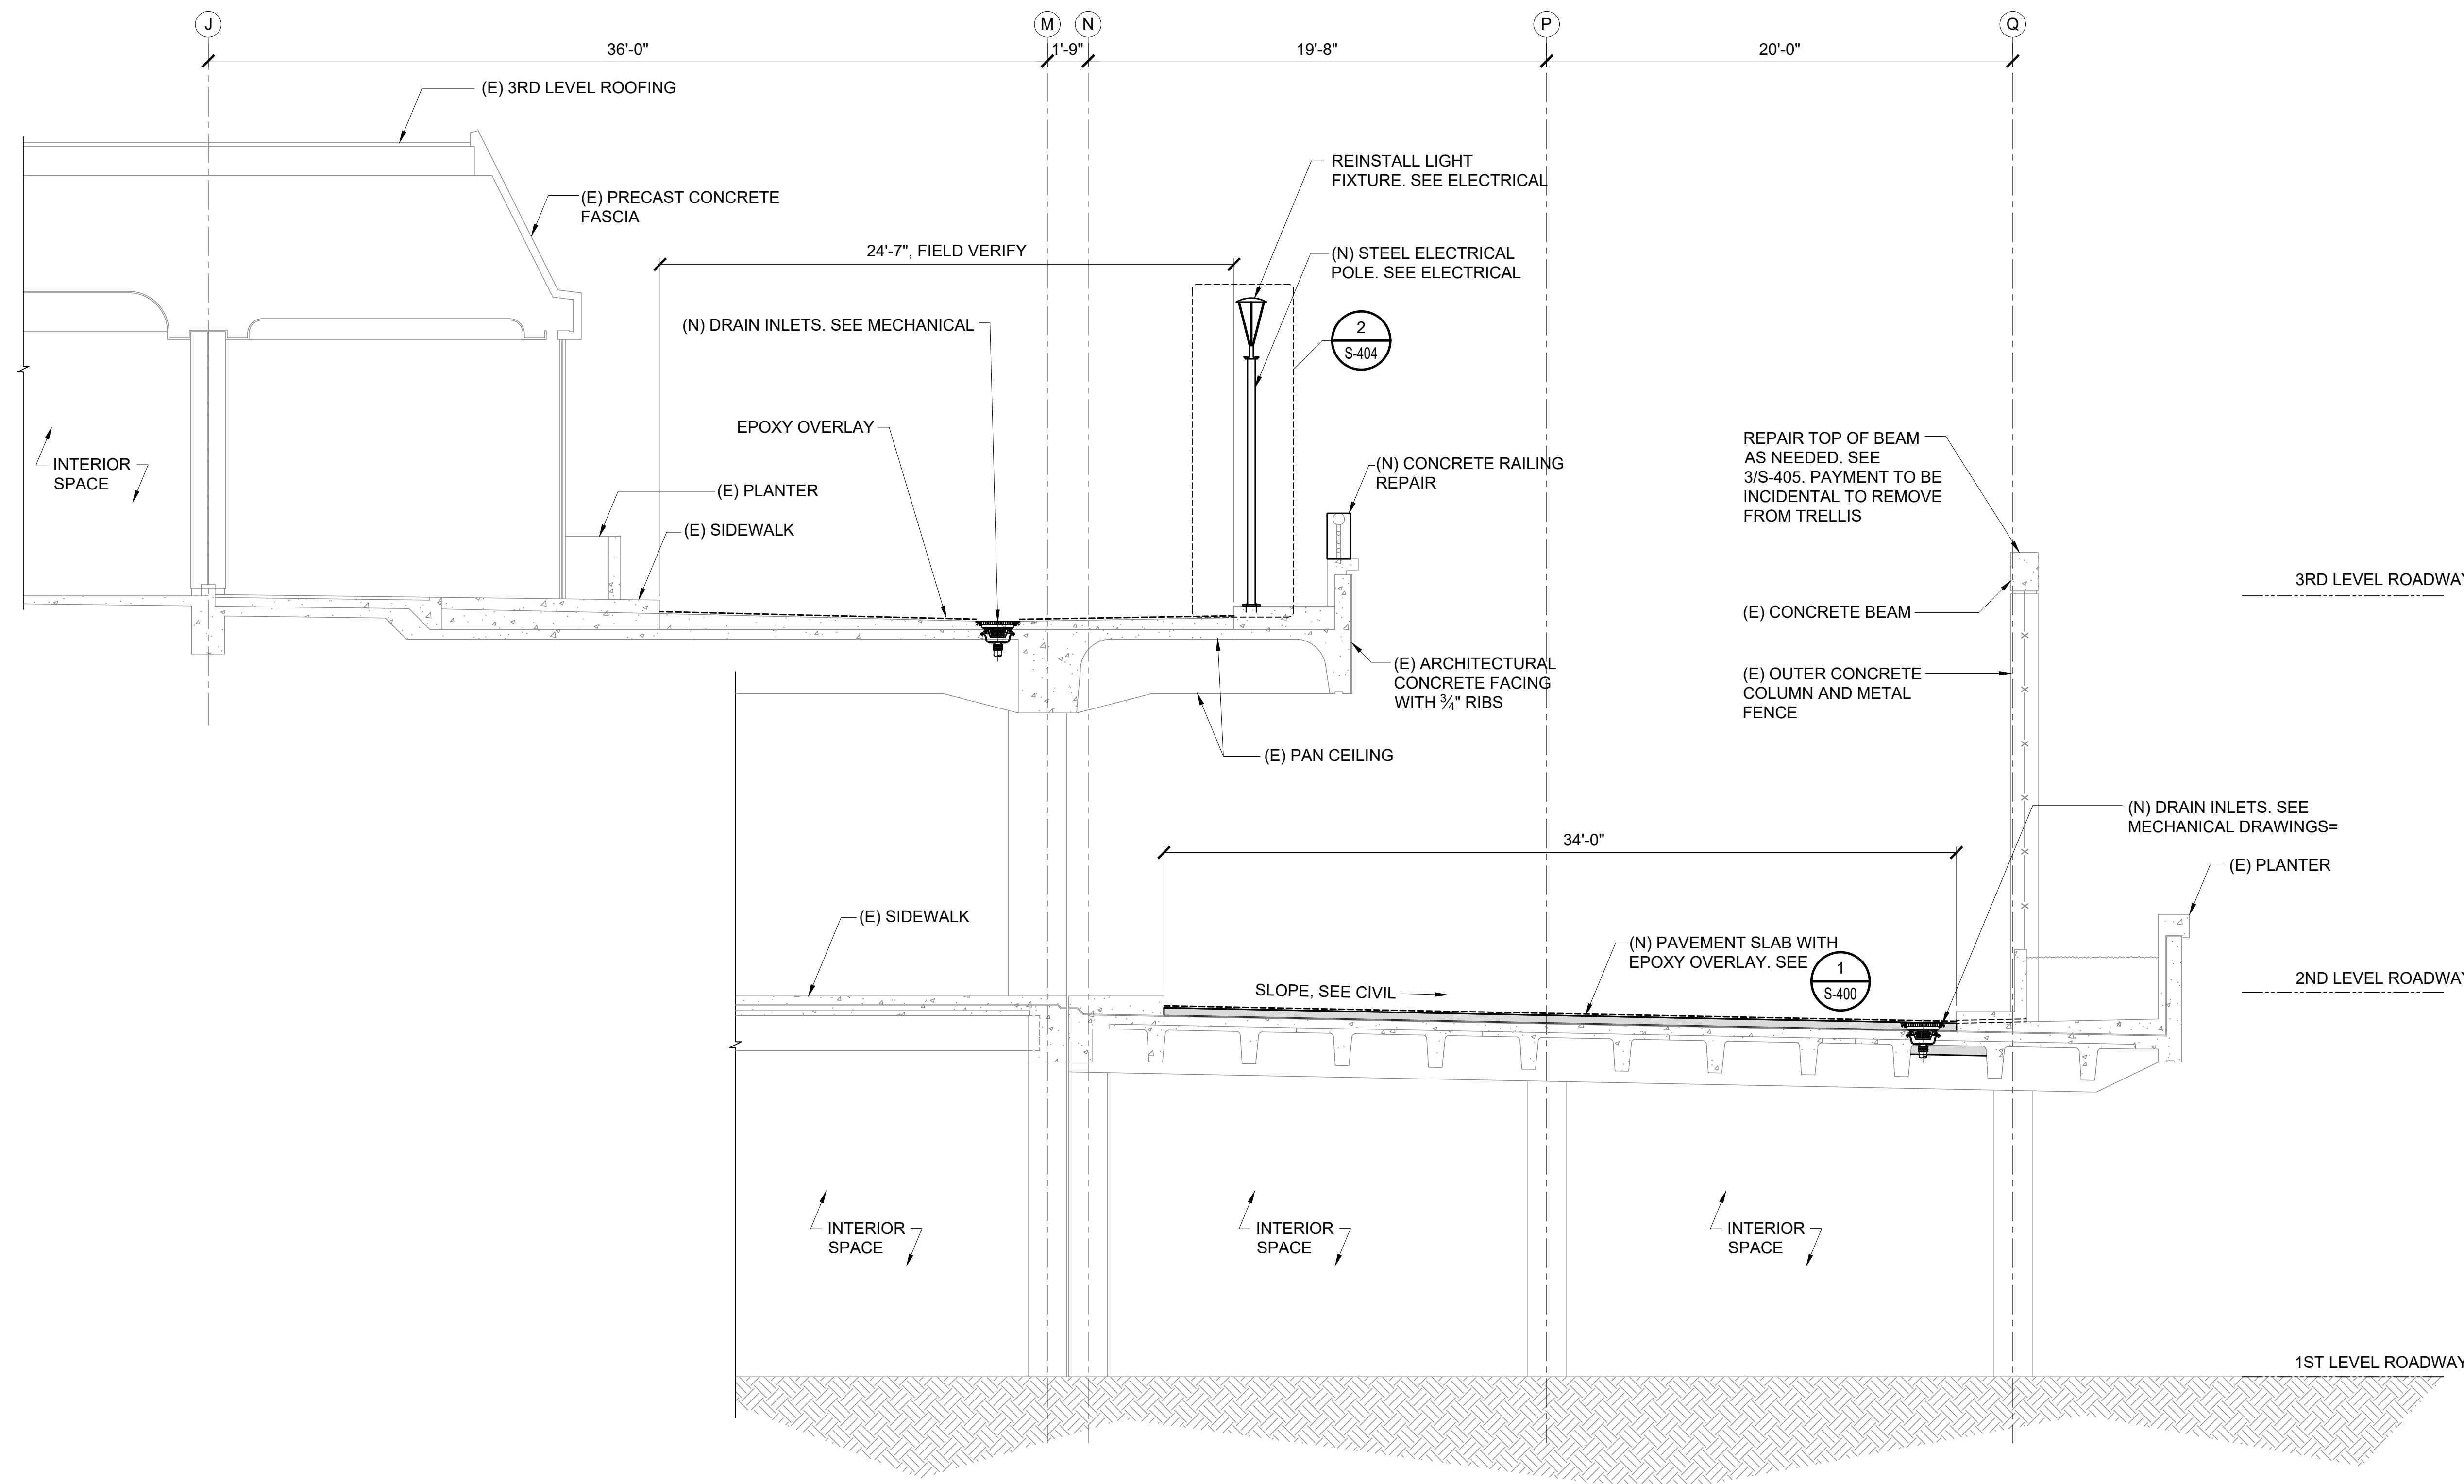 J
M
N
P
Q
36'-0"
1'-9"
19'-8"
20'-0"
(E) 3RD LEVEL ROOFING
(E) PRECAST CONCRETE
FASCIA
REINSTALL LIGHT
FIXTURE. SEE ELECTRICAL
24'-7", FIELD VERIFY
(N) STEEL ELECTRICAL
POLE. SEE ELECTRICAL
(N) DRAIN INLETS. SEE MECHANICAL
2
S-404
EPOXY OVERLAY
INTERIOR
SPACE
(E) PLANTER
(E) SIDEWALK
(N) CONCRETE RAILING
REPAIR
REPAIR TOP OF BEAM
AS NEEDED. SEE
3/S-405. PAYMENT TO BE
INCIDENTAL TO REMOVE
FROM TRELLIS
3RD LEVEL ROADWAY
(E) CONCRETE BEAM
(E) ARCHITECTURAL
CONCRETE FACING
WITH ¾" RIBS
(E) OUTER CONCRETE
COLUMN AND METAL
FENCE
(E) PAN CEILING
(N) DRAIN INLETS. SEE
MECHANICAL DRAWINGS=
34'-0"
(E) PLANTER
(E) SIDEWALK
(N) PAVEMENT SLAB WITH
EPOXY OVERLAY. SEE
1
S-400
SLOPE, SEE CIVIL
2ND LEVEL ROADWAY
INTERIOR
SPACE
INTERIOR
SPACE
INTERIOR
SPACE
1ST LEVEL ROADWAY